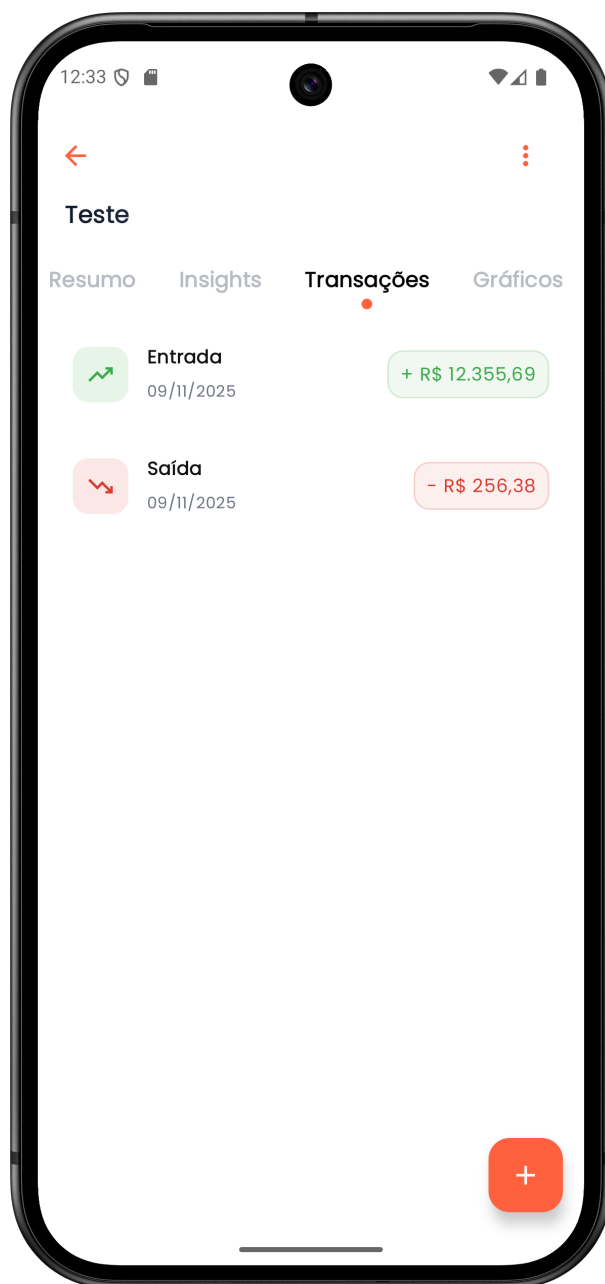 12:33
Teste
Resumo Insights Transações Gráficos
Entrada
09/11/2025
+ R$ 12.355,69
Saída
09/11/2025
- R$ 256,38